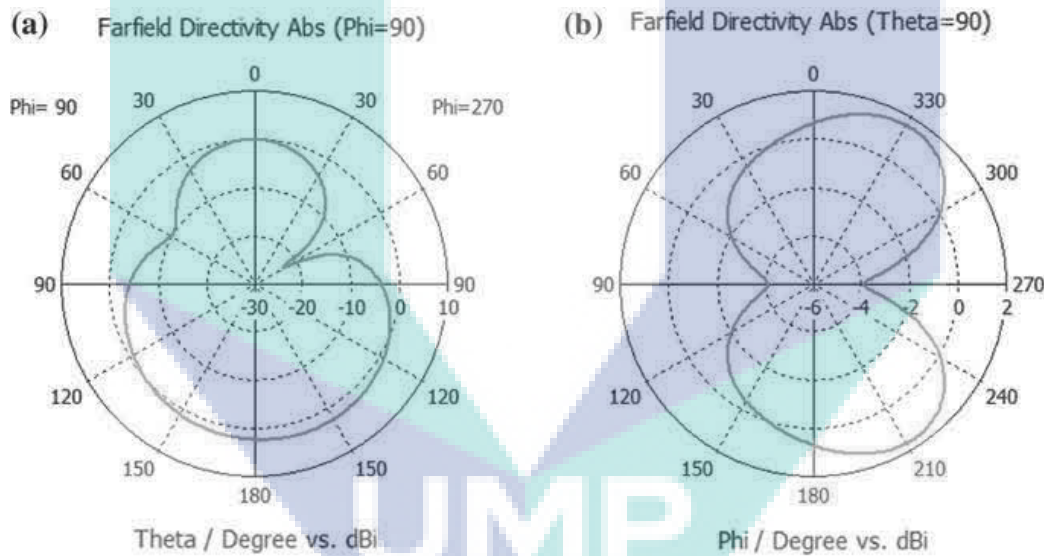 (a) Farfield Directivity Abs (Phi=90)
Phi= 90 0 Phi=270
30 30
60 60
90 -30 -20 -10 0 10 90
120 120
150 150
180
Theta / Degree vs. dBi
(b) Farfield Directivity Abs (Theta=90)
0
30 330
60 300
90 -6 -4 -2 0 2 270
120 240
150 210
180
Phi / Degree vs. dBi
UMP